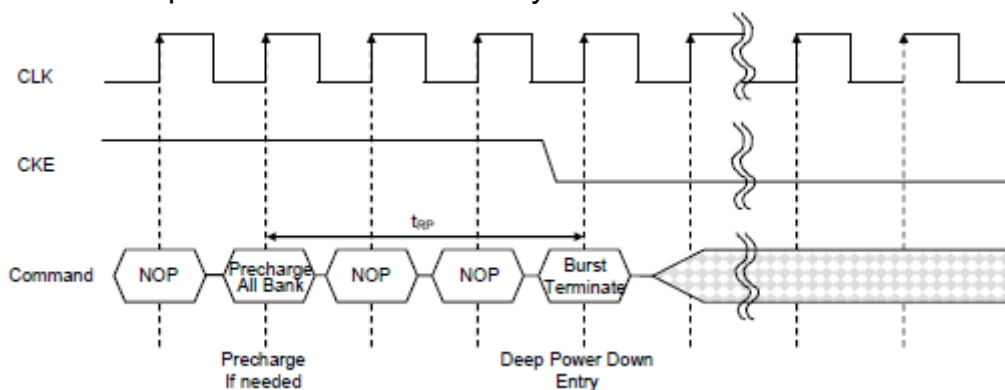 CLK
CKE
tRP
Command
NOP
Precharge
All Bank
NOP
NOP
Burst
Terminate
Precharge
If needed
Deep Power Down
Entry